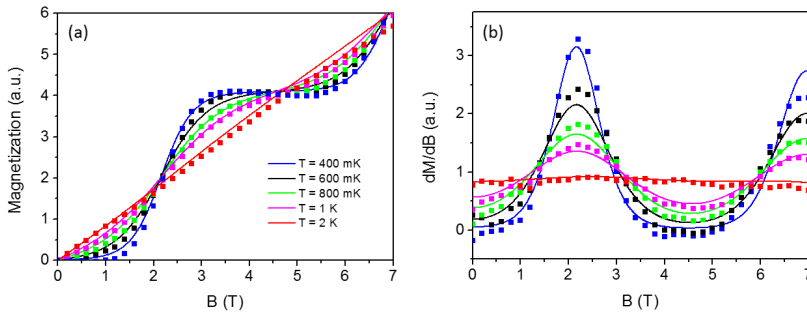 (a)
Magnetization (a.u.)
6
5
4
3
2
1
0
T = 400 mK
T = 600 mK
T = 800 mK
T = 1 K
T = 2 K
0 1 2 3 4 5 6 7
B (T)
(b)
dM/dB (a.u.)
3
2
1
0
0 1 2 3 4 5 6 7
B (T)